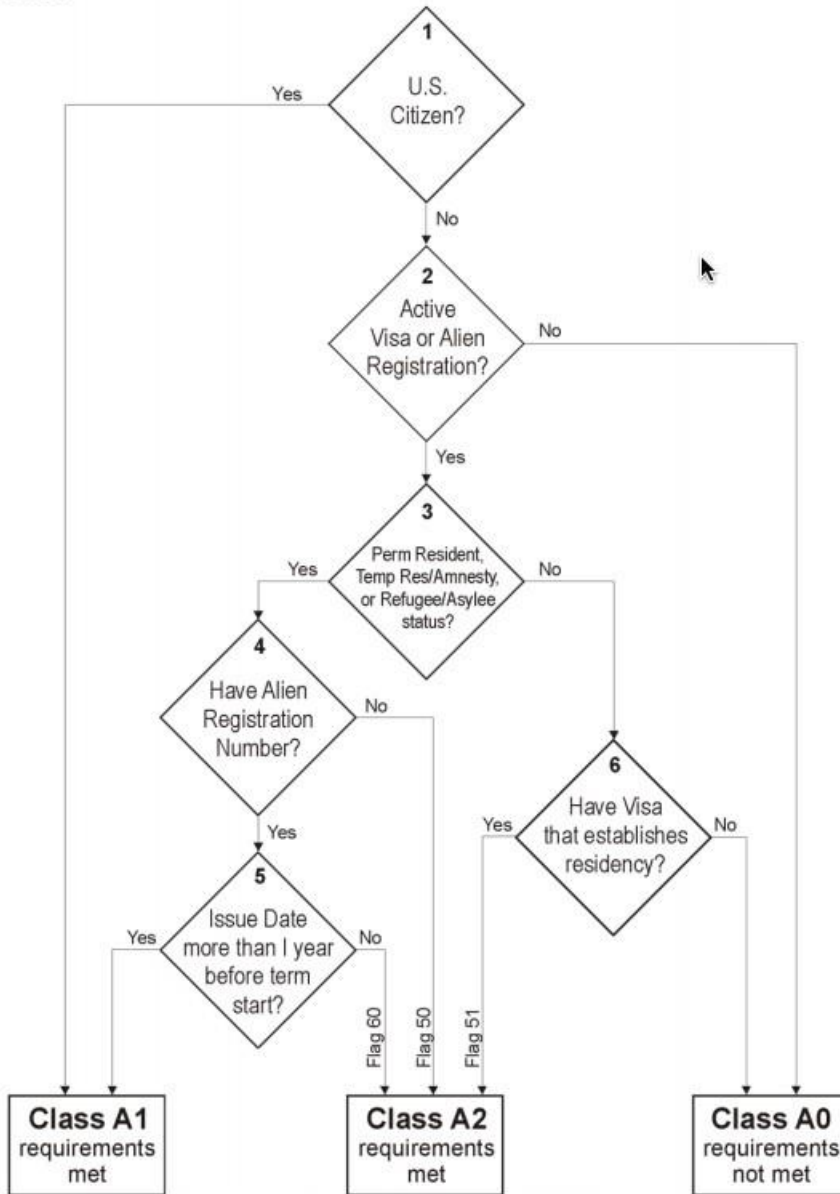 1
U.S.
Citizen?
Yes
No
2
Active
Visa or Alien
Registration?
No
Yes
3
Perm Resident,
Temp Res/Amnesty,
or Refugee/Asylee
status?
Yes
No
4
Have Alien
Registration
Number?
No
Yes
6
Have Visa
that establishes
residency?
Yes
No
5
Issue Date
more than I year
before term
start?
Yes
No
Flag 60
Flag 50
Flag 51
Class A1
requirements
met
Class A2
requirements
met
Class A0
requirements
not met